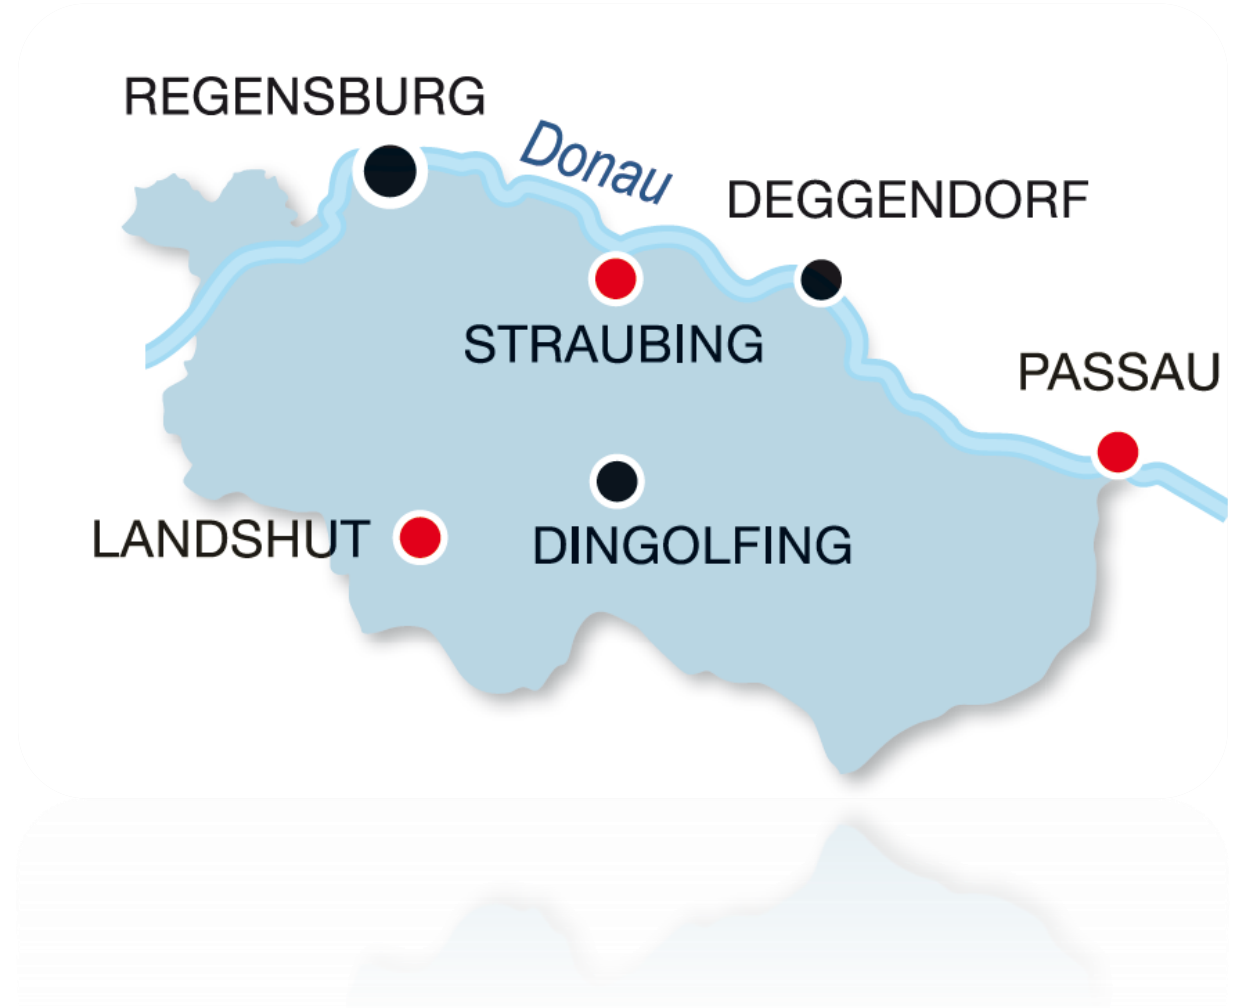 REGENSBURG
Donau
DEGGENDORF
STRAUBING
PASSAU
LANDSHUT
DINGOLFING